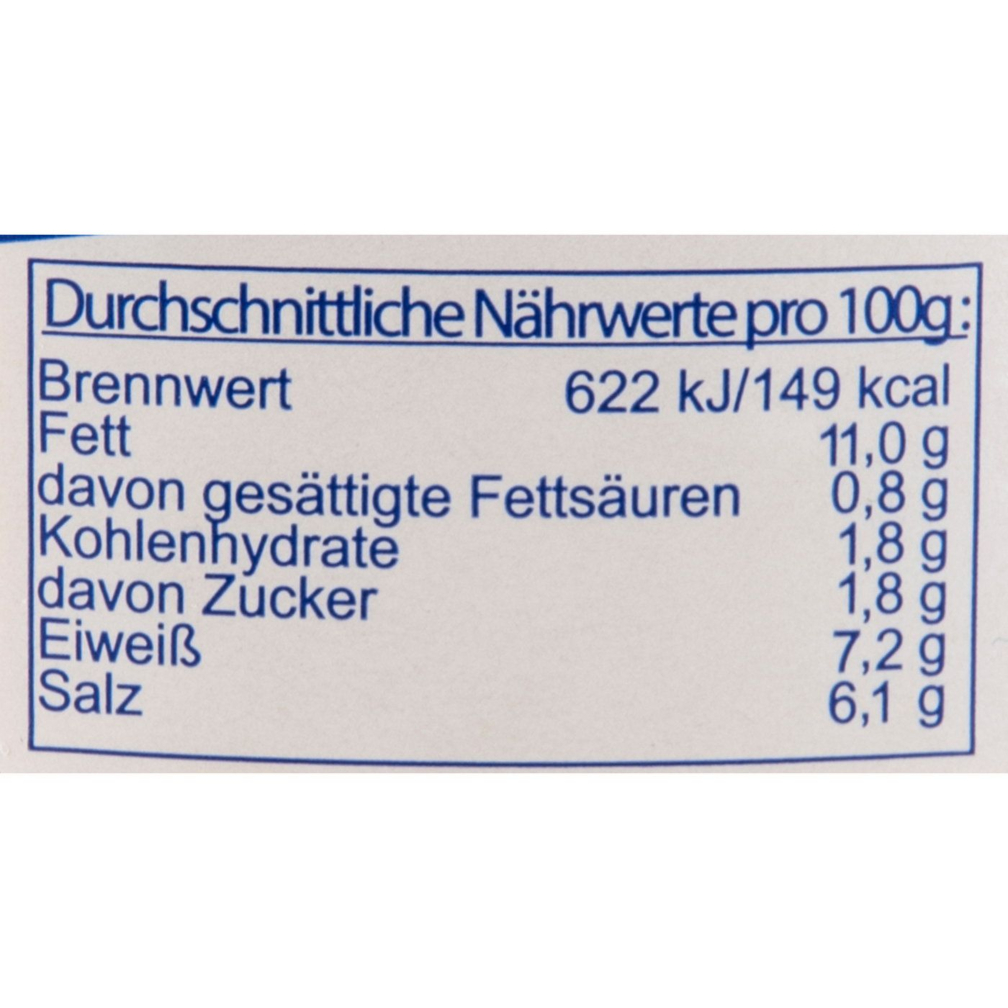 Durchschnittliche Nährwerte pro 100g:
Brennwert 622 kJ/149 kcal
Fett 11,0 g
davon gesättigte Fettsäuren 0,8 g
Kohlenhydrate 1,8 g
davon Zucker 1,8 g
Eiweiß 7,2 g
Salz 6,1 g